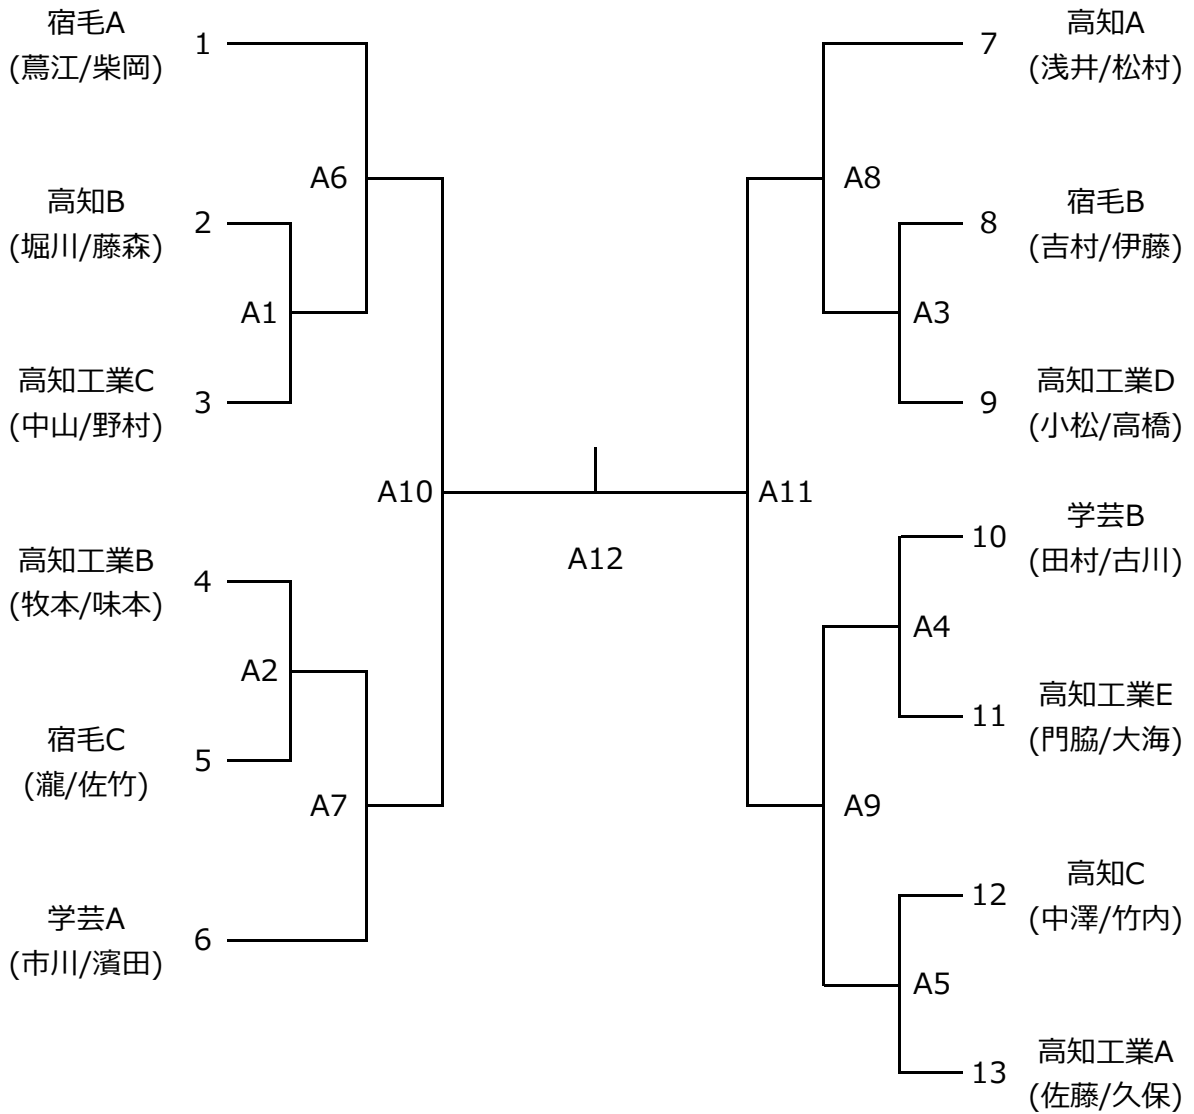 宿毛A
(蔦江/柴岡)
1
A6
高知B
(堀川/藤森)
2
A1
高知工業C
(中山/野村)
3
A10
高知工業B
(牧本/味本)
4
A2
宿毛C
(瀧/佐竹)
5
A7
学芸A
(市川/濱田)
6
A12
7
高知A
(浅井/松村)
A8
8
宿毛B
(吉村/伊藤)
A3
9
高知工業D
(小松/高橋)
A11
10
学芸B
(田村/古川)
A4
11
高知工業E
(門脇/大海)
A9
12
高知C
(中澤/竹内)
A5
13
高知工業A
(佐藤/久保)